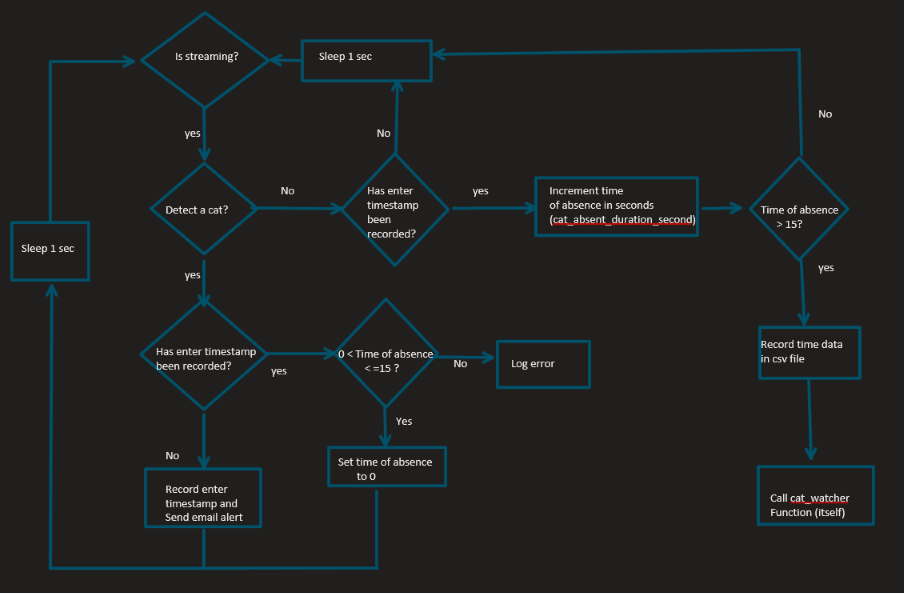 Is streaming?
Sleep 1 sec
No
yes
No
Detect a cat?
No
Has enter
timestamp
been
recorded?
yes
Increment time
of absence in seconds
(cat_absent_duration_second)
Time of absence
> 15?
Sleep 1 sec
yes
yes
Has enter timestamp
been recorded?
yes
0 < Time of absence
< =15 ?
No
Log error
Record time data
in csv file
Yes
No
Set time of absence
to 0
Record enter
timestamp and
Send email alert
Call cat_watcher
Function (itself)